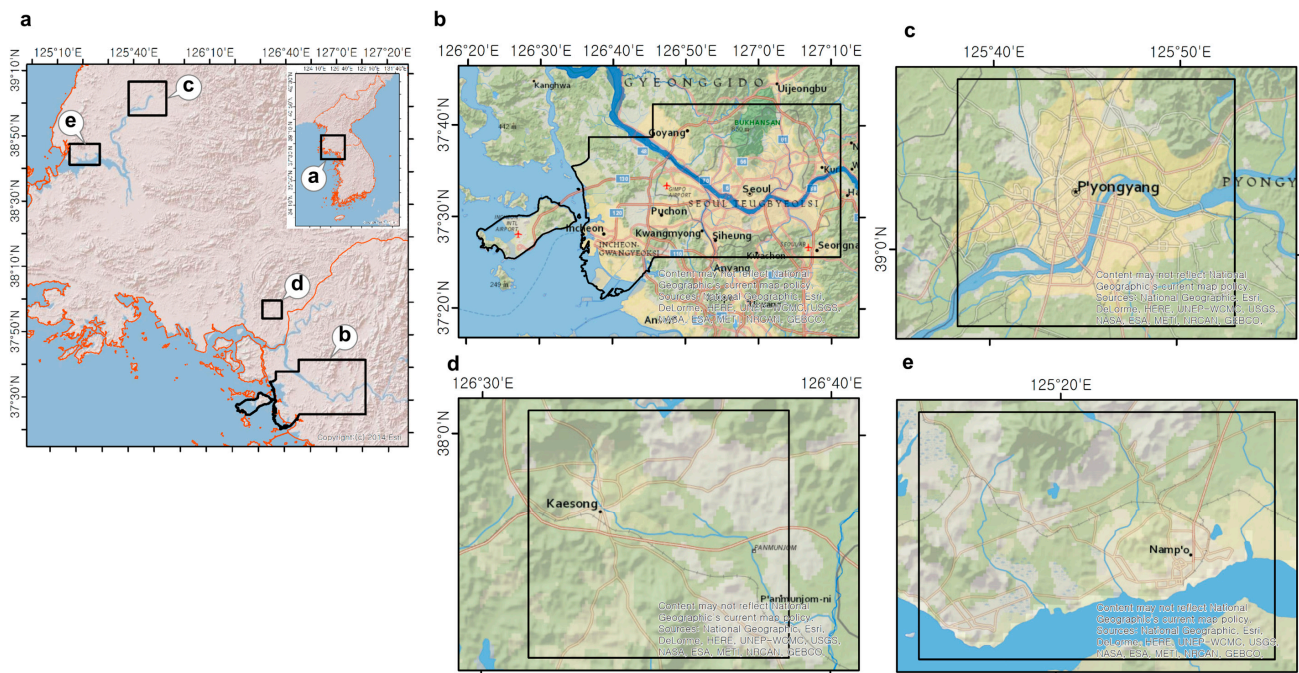 a
125°10'E 125°40'E 126°10'E 126°40'E 127°0'E 127°20'E
39°10'N
38°50'N
38°30'N
38°10'N
37°50'N
37°30'N
c
e
d
b
a
Copyright (c) 2014 Esri
b
126°20'E 126°30'E 126°40'E 126°50'E 127°0'E 127°10'E
37°40'N
37°30'N
37°20'N
Kanghwa
GYEONGGIDO
Uijeongbu
442 m
Goyang
BUKHANSAN
GIMPO
AIRPORT
Seoul
SEOUL TEUGBYEOLSI
INTL
AIRPORT
Puchon
Incheon
INCHEON
GWANGYEOKSI
Kwangmyong
Siheung
Kwachon
Seongna
Anyang
249 m
Content may not reflect National
Geographic's current map policy.
Sources: National Geographic, Esri,
DeLorme, HERE, UNEP-WCMC, USGS,
NASA, ESA, METI, NRCAN, GEBCO,
c
125°40'E 125°50'E
39°0'N
P'yongyang
PYONGY
Content may not reflect National
Geographic's current map policy.
Sources: National Geographic, Esri,
DeLorme, HERE, UNEP-WCMC, USGS,
NASA, ESA, METI, NRCAN, GEBCO,
d
126°30'E 126°40'E
38°0'N
Kaesong
PANMUNJOM
P'anmunjom-ni
Content may not reflect National
Geographic's current map policy.
Sources: National Geographic, Esri,
DeLorme, HERE, UNEP-WCMC, USGS,
NASA, ESA, METI, NRCAN, GEBCO,
e
125°20'E
Namp'o
Content may not reflect National
Geographic's current map policy.
Sources: National Geographic, Esri,
DeLorme, HERE, UNEP-WCMC, USGS,
NASA, ESA, METI, NRCAN, GEBCO,